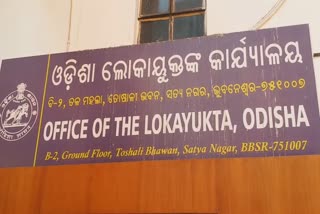 ଓଡ଼ିଶା ଲୋକାୟୁକ୍ତଙ୍କ କାର୍ଯ୍ୟାଳୟ
ବି-୨, ତଳ ମହଲା, ତୋଷାଳୀ ଭବନ, ସତ୍ୟ ନଗର, ଭୁବନେଶ୍ୱର-୭୫୧୦୦୭
OFFICE OF THE LOKAYUKTA, ODISHA
B-2, Ground Floor, Toshali Bhawan, Satya Nagar, BBSR-751007